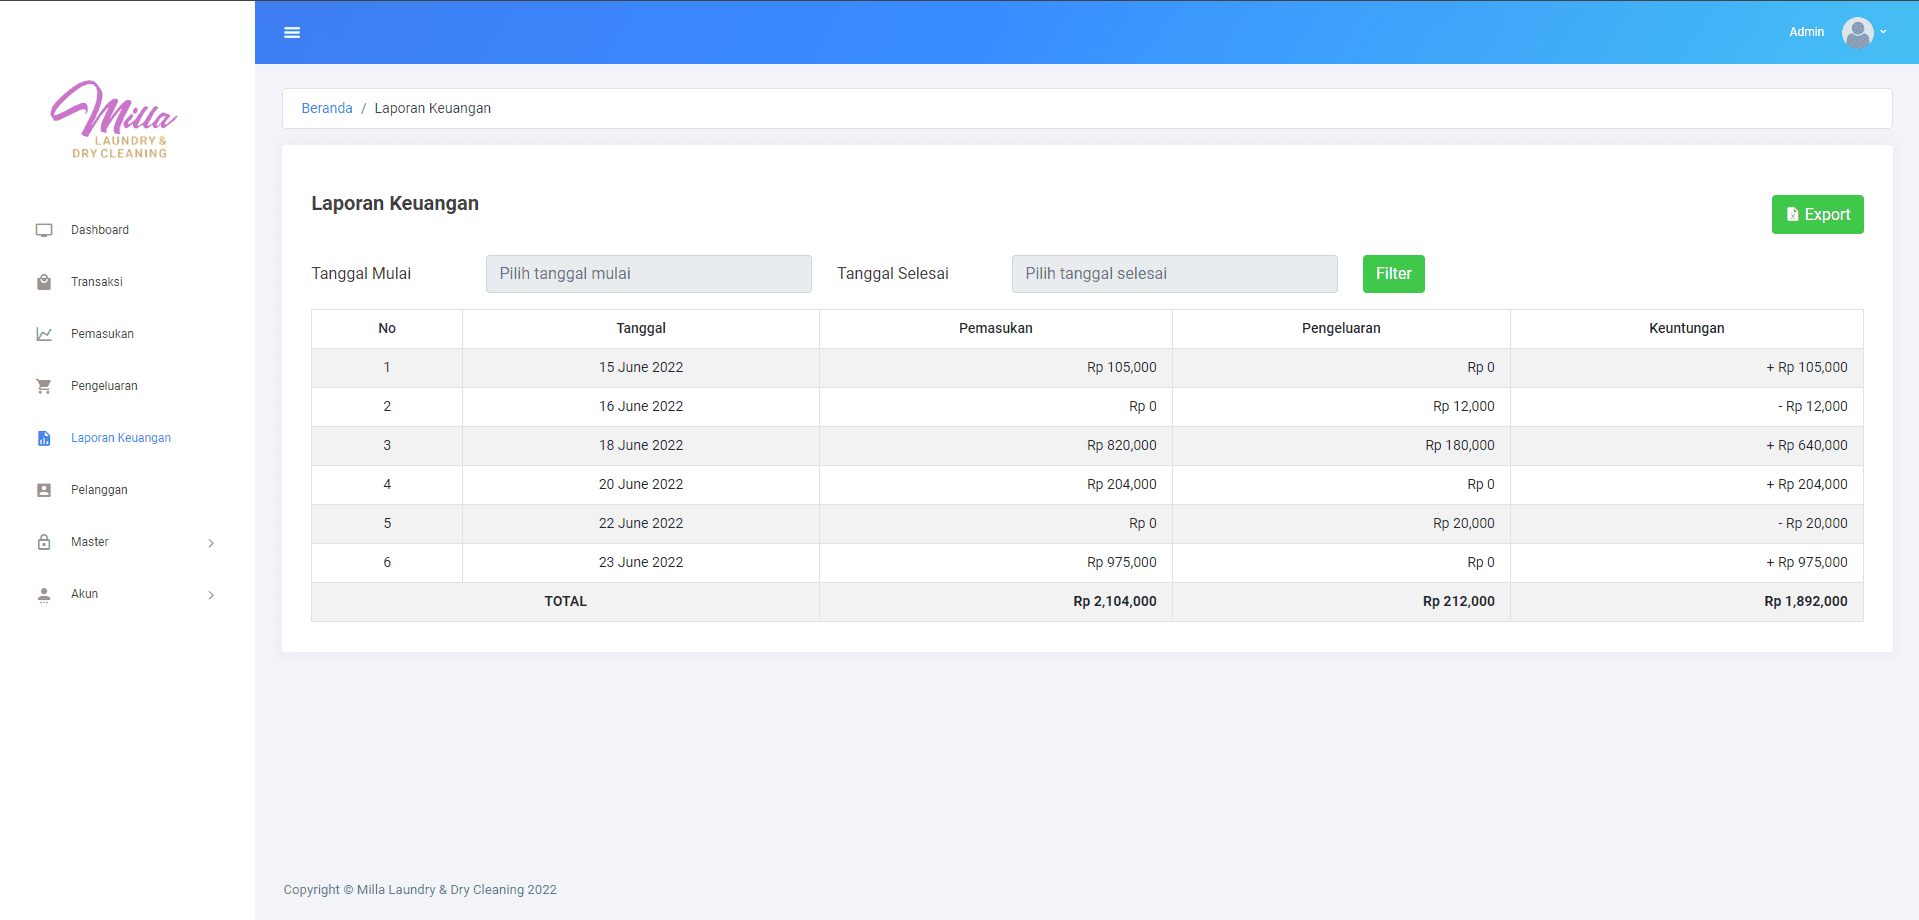 Admin
Milla
LAUNDRY &
DRY CLEANING
Dashboard
Transaksi
Pemasukan
Pengeluaran
Laporan Keuangan
Pelanggan
Master
Akun
Beranda / Laporan Keuangan
Laporan Keuangan
Export
Tanggal Mulai Pilih tanggal mulai Tanggal Selesai Pilih tanggal selesai Filter
No Tanggal Pemasukan Pengeluaran Keuntungan
1 15 June 2022 Rp 105,000 Rp 0 + Rp 105,000
2 16 June 2022 Rp 0 Rp 12,000 - Rp 12,000
3 18 June 2022 Rp 820,000 Rp 180,000 + Rp 640,000
4 20 June 2022 Rp 204,000 Rp 0 + Rp 204,000
5 22 June 2022 Rp 0 Rp 20,000 - Rp 20,000
6 23 June 2022 Rp 975,000 Rp 0 + Rp 975,000
TOTAL Rp 2,104,000 Rp 212,000 Rp 1,892,000
Copyright © Milla Laundry & Dry Cleaning 2022